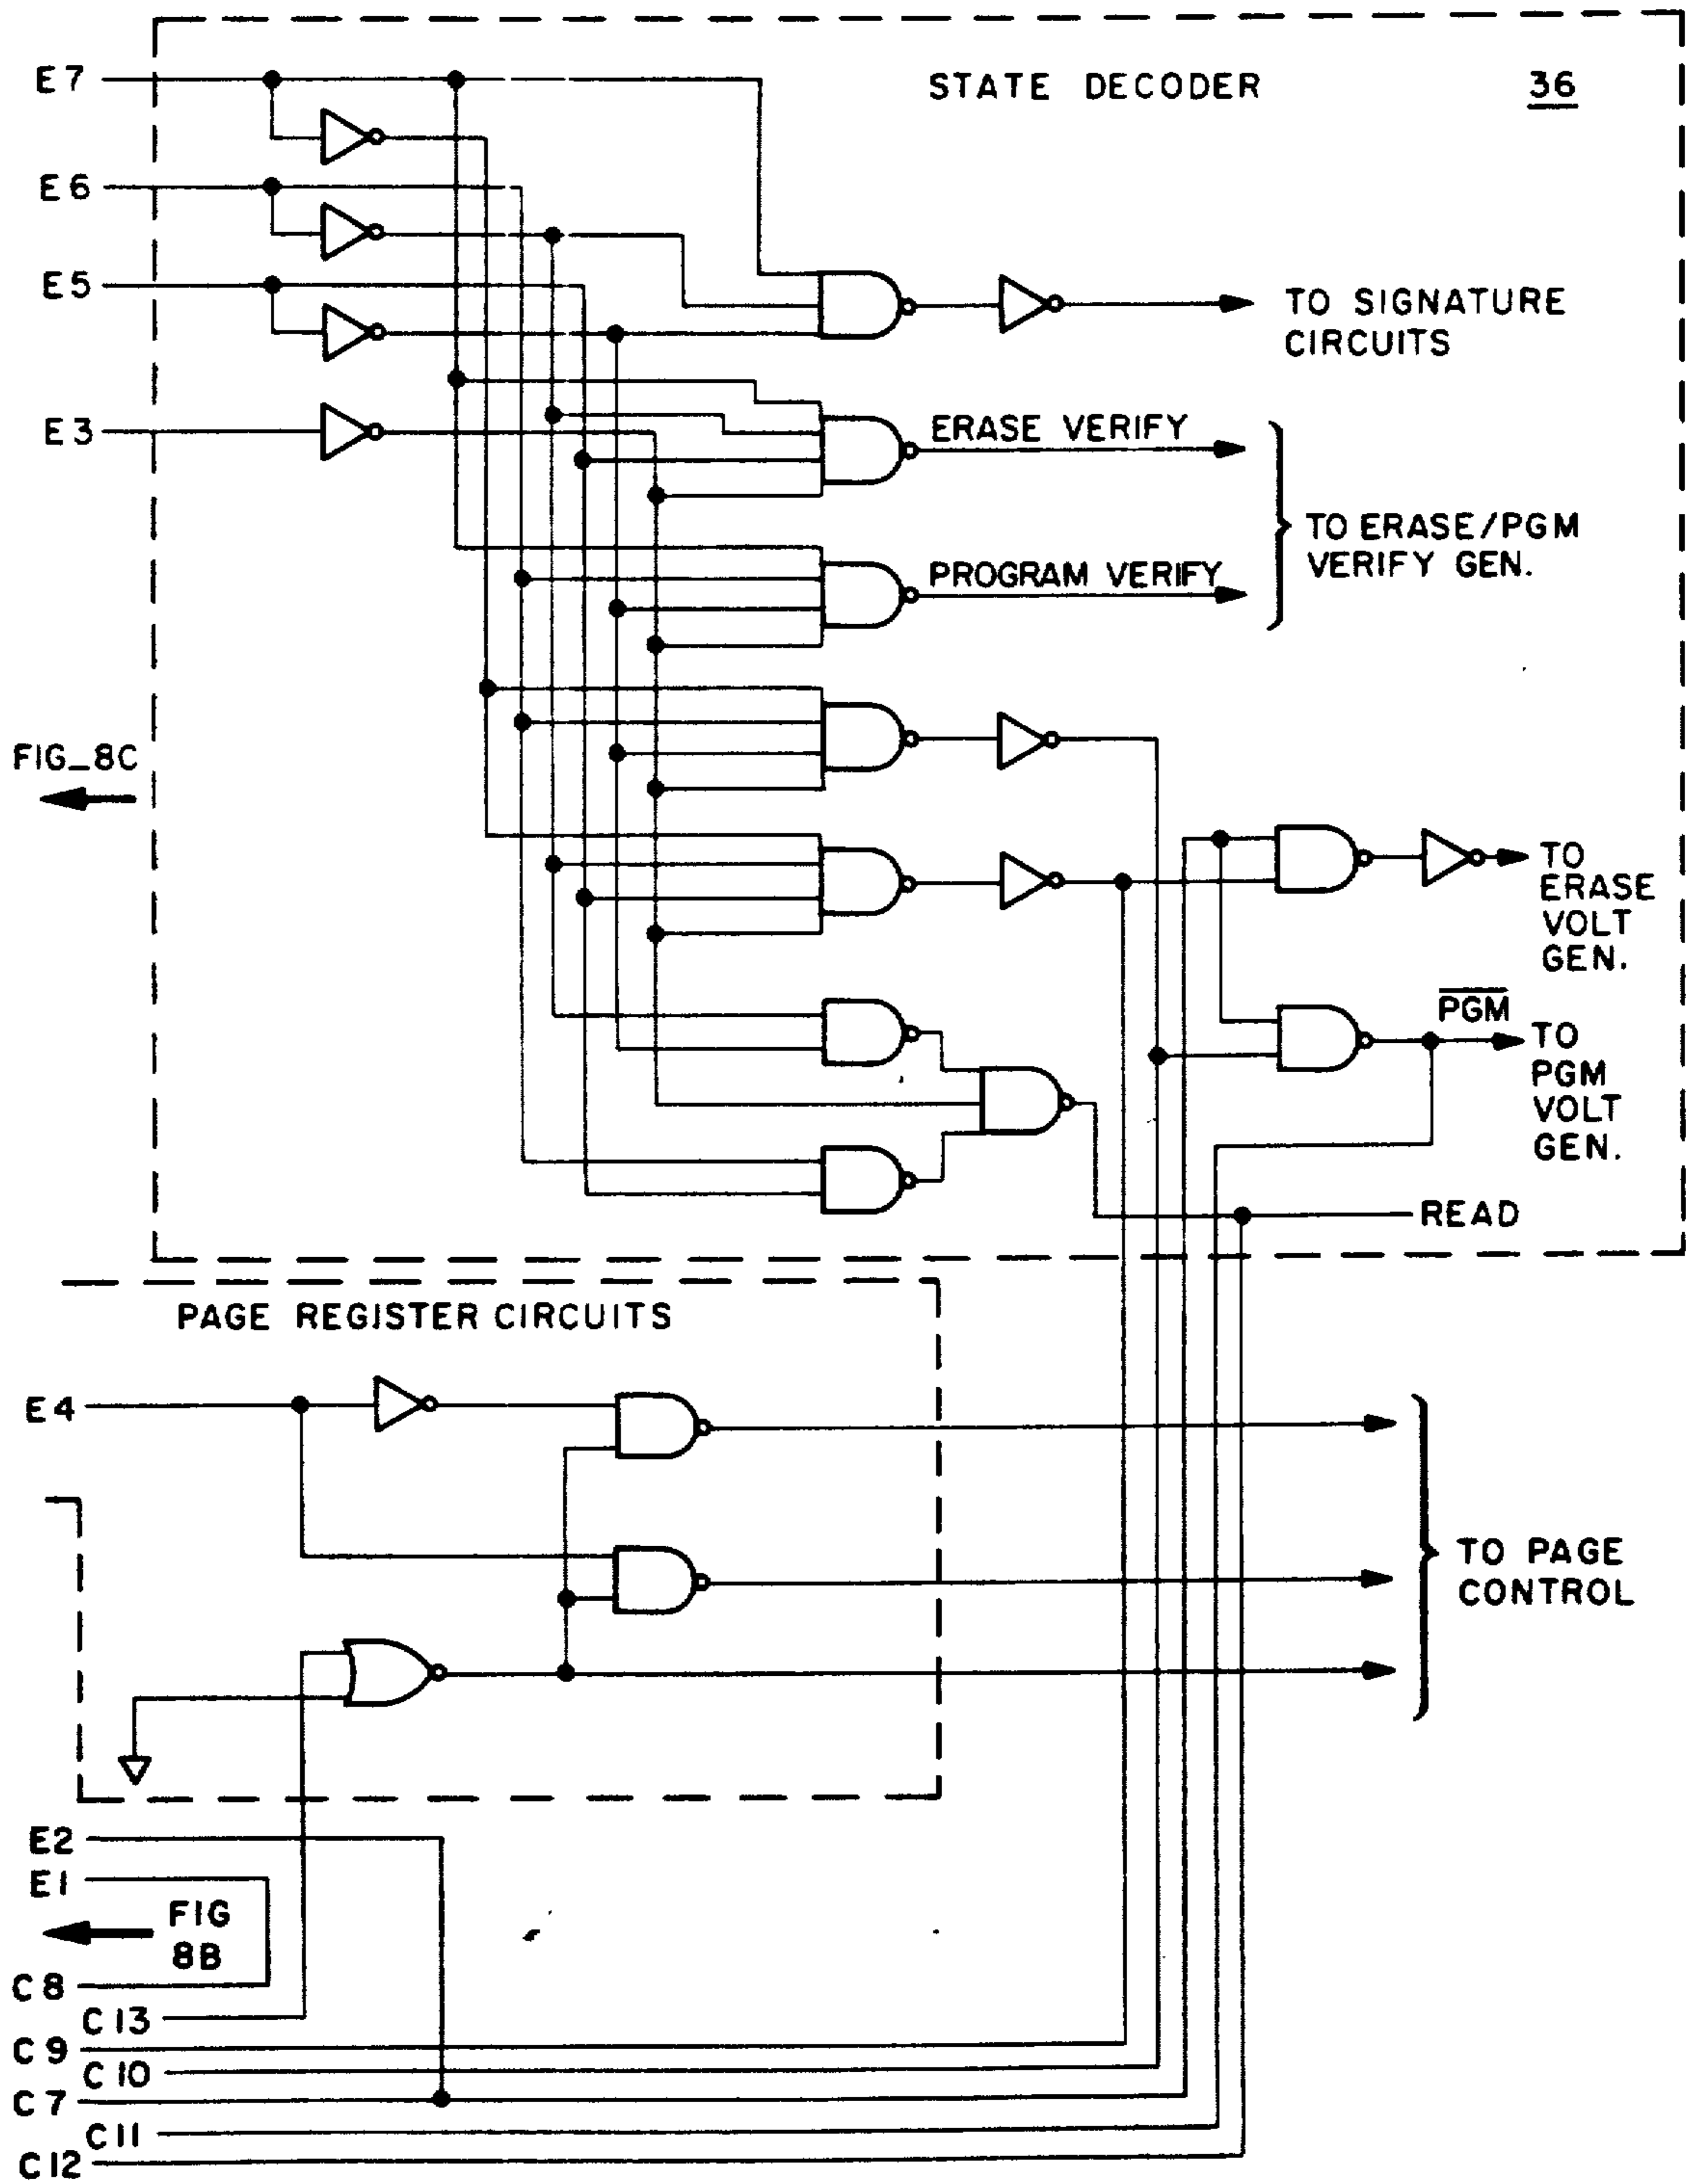 E7
STATE DECODER
36
E6
E5
TO SIGNATURE
CIRCUITS
E3
ERASE VERIFY
TO ERASE/PGM
VERIFY GEN.
PROGRAM VERIFY
FIG_8C
TO
ERASE
VOLT
GEN.
PGM
TO
PGM
VOLT
GEN.
READ
PAGE REGISTER CIRCUITS
E4
TO PAGE
CONTROL
E2
E1
FIG
8B
C8
C13
C9
C10
C7
C11
C12